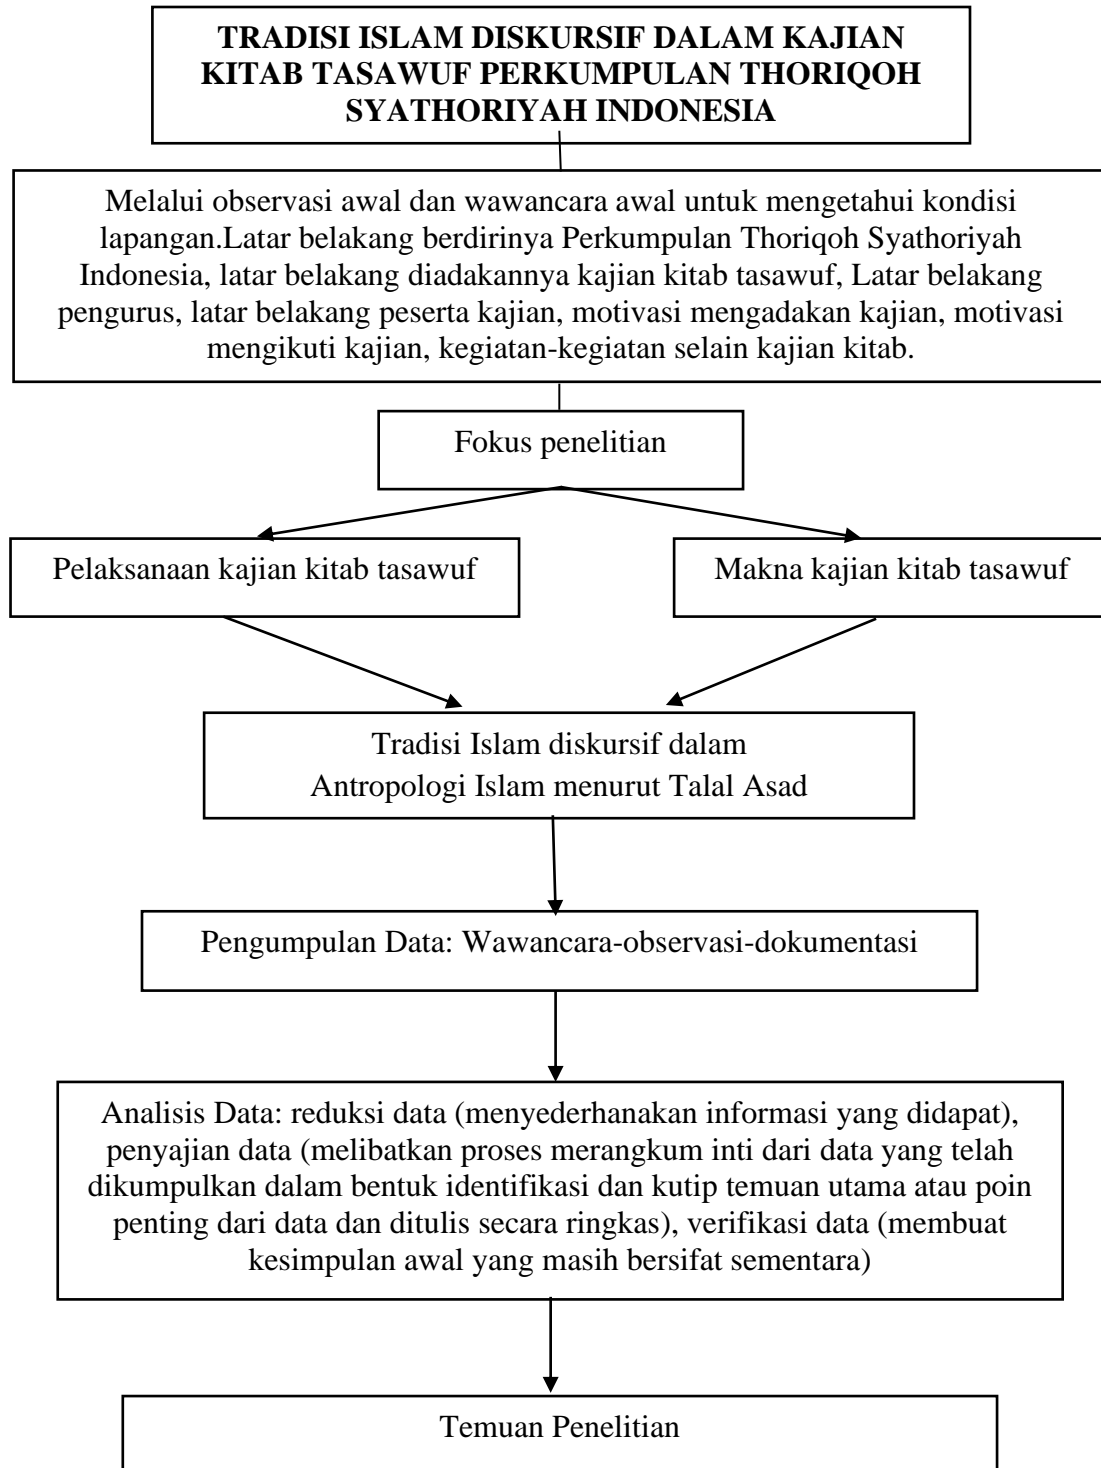 TRADISI ISLAM DISKURSIF DALAM KAJIAN
KITAB TASAWUF PERKUMPULAN THORIQOH
SYATHORIYAH INDONESIA
Melalui observasi awal dan wawancara awal untuk mengetahui kondisi
lapangan.Latar belakang berdirinya Perkumpulan Thoriqoh Syathoriyah
Indonesia, latar belakang diadakannya kajian kitab tasawuf, Latar belakang
pengurus, latar belakang peserta kajian, motivasi mengadakan kajian, motivasi
mengikuti kajian, kegiatan-kegiatan selain kajian kitab.
Fokus penelitian
Pelaksanaan kajian kitab tasawuf
Makna kajian kitab tasawuf
Tradisi Islam diskursif dalam
Antropologi Islam menurut Talal Asad
Pengumpulan Data: Wawancara-observasi-dokumentasi
Analisis Data: reduksi data (menyederhanakan informasi yang didapat),
penyajian data (melibatkan proses merangkum inti dari data yang telah
dikumpulkan dalam bentuk identifikasi dan kutip temuan utama atau poin
penting dari data dan ditulis secara ringkas), verifikasi data (membuat
kesimpulan awal yang masih bersifat sementara)
Temuan Penelitian